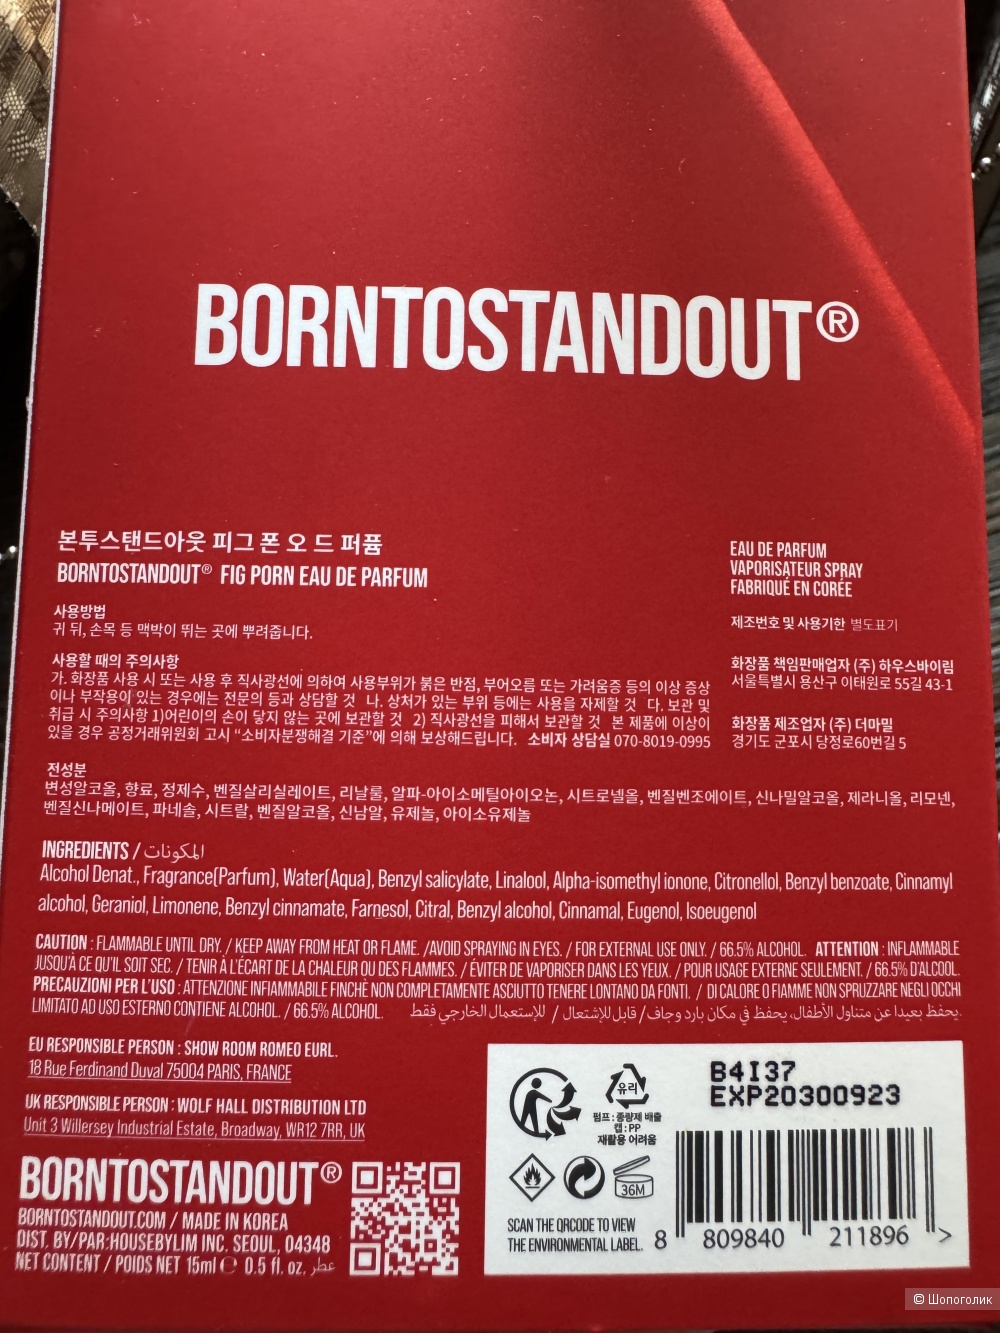 BORNTOSTANDOUT®
본투스탠드아웃 피그 폰 오 드 퍼퓸
BORNTOSTANDOUT® FIG PORN EAU DE PARFUM
사용방법
귀 뒤, 손목 등 맥박이 뛰는 곳에 뿌려줍니다.
사용할 때의 주의사항
가. 화장품 사용 시 또는 사용 후 직사광선에 의하여 사용부위가 붉은 반점, 부어오름 또는 가려움증 등의 이상 증상
이나 부작용이 있는 경우에는 전문의 등과 상담할 것 나. 상처가 있는 부위 등에는 사용을 자제할 것 다. 보관 및
취급 시 주의사항 1)어린이의 손이 닿지 않는 곳에 보관할 것 2) 직사광선을 피해서 보관할 것 본 제품에 이상이
있을 경우 공정거래위원회 고시 “소비자분쟁해결 기준”에 의해 보상해드립니다. 소비자 상담실 070-8019-0995
EAU DE PARFUM
VAPORISATEUR SPRAY
FABRIQUÉ EN CORÉE
제조번호 및 사용기한 별도표기
화장품 책임판매업자 (주) 하우스바이림
서울특별시 용산구 이태원로 55길 43-1
화장품 제조업자 (주) 더마밀
경기도 군포시 당정로60번길 5
전성분
변성알코올, 향료, 정제수, 벤질살리실레이트, 리날룰, 알파-아이소메틸아이오논, 시트로넬올, 벤질벤조에이트, 신나밀알코올, 제라니올, 리모넨,
벤질신나메이트, 파네솔, 시트랄, 벤질알코올, 신남알, 유제놀, 아이소유제놀
INGREDIENTS / المكونات
Alcohol Denat., Fragrance(Parfum), Water(Aqua), Benzyl salicylate, Linalool, Alpha-isomethyl ionone, Citronellol, Benzyl benzoate, Cinnamyl
alcohol, Geraniol, Limonene, Benzyl cinnamate, Farnesol, Citral, Benzyl alcohol, Cinnamal, Eugenol, Isoeugenol
CAUTION : FLAMMABLE UNTIL DRY. / KEEP AWAY FROM HEAT OR FLAME. /AVOID SPRAYING IN EYES. / FOR EXTERNAL USE ONLY. / 66.5% ALCOHOL. ATTENTION : INFLAMMABLE
JUSQU'À CE QU'IL SOIT SEC. / TENIR À L'ÉCART DE LA CHALEUR OU DES FLAMMES. / ÉVITER DE VAPORISER DANS LES YEUX. / POUR USAGE EXTERNE SEULEMENT. / 66.5% D'ALCOOL.
PRECAUZIONI PER L'USO : ATTENZIONE INFIAMMABILE FINCHÈ NON COMPLETAMENTE ASCIUTTO TENERE LONTANO DA FONTI. / DI CALORE O FIAMME NON SPRUZZARE NEGLI OCCHI
LIMITATO AD USO ESTERNO CONTIENE ALCOHOL. / 66.5% ALCOHOL. يحفظ بعيدا عن متناول الأطفال، يحفظ في مكان بارد وجاف/ قابل للإشتعال / للإستعمال الخارجي فقط.
EU RESPONSIBLE PERSON : SHOW ROOM ROMEO EURL.
18 Rue Ferdinand Duval 75004 PARIS, FRANCE
UK RESPONSIBLE PERSON : WOLF HALL DISTRIBUTION LTD
Unit 3 Willersey Industrial Estate, Broadway, WR12 7RR, UK
BORNTOSTANDOUT®
BORNTOSTANDOUT.COM / MADE IN KOREA
DIST. BY/PAR:HOUSEBYLIM INC. SEOUL, 04348
NET CONTENT / POIDS NET 15ml ℮ 0.5 fl. oz. عطر
유리
펌프 : 종량제 배출
캡 : PP
재활용 어려움
36M
SCAN THE QRCODE TO VIEW
THE ENVIRONMENTAL LABEL.
B4I37
EXP20300923
8 809840 211896 >
© Шопоголик